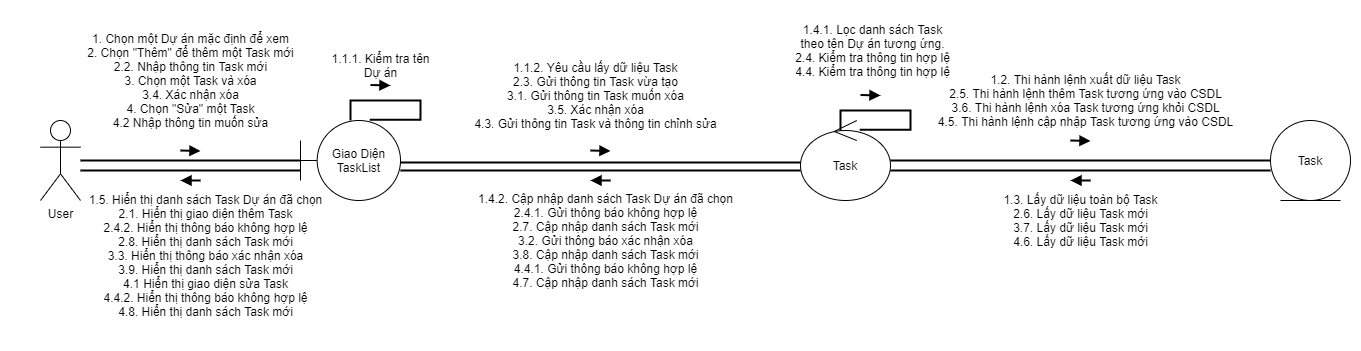 1. Chọn một Dự án mặc định để xem
2. Chọn "Thêm" để thêm một Task mới
2.2. Nhập thông tin Task mới
3. Chọn một Task và xóa
3.4. Xác nhận xóa
4. Chọn "Sửa" một Task
4.2 Nhập thông tin muốn sửa
User
1.5. Hiển thị danh sách Task Dự án đã chọn
2.1. Hiển thị giao diện thêm Task
2.4.2. Hiển thị thông báo không hợp lệ
2.8. Hiển thị danh sách Task mới
3.3. Hiển thị thông báo xác nhận xóa
3.9. Hiển thị danh sách Task mới
4.1 Hiển thị giao diện sửa Task
4.4.2. Hiển thị thông báo không hợp lệ
4.8. Hiển thị danh sách Task mới
1.1.1. Kiểm tra tên
Dự án
Giao Diện
TaskList
1.1.2. Yêu cầu lấy dữ liệu Task
2.3. Gửi thông tin Task vừa tạo
3.1. Gửi thông tin Task muốn xóa
3.5. Xác nhận xóa
4.3. Gửi thông tin Task và thông tin chỉnh sửa
1.4.2. Cập nhập danh sách Task Dự án đã chọn
2.4.1. Gửi thông báo không hợp lệ
2.7. Cập nhập danh sách Task mới
3.2. Gửi thông báo xác nhận xóa
3.8. Cập nhập danh sách Task mới
4.4.1. Gửi thông báo không hợp lệ
4.7. Cập nhập danh sách Task mới
1.4.1. Lọc danh sách Task
theo tên Dự án tương ứng.
2.4. Kiểm tra thông tin hợp lệ
4.4. Kiểm tra thông tin hợp lệ
Task
1.2. Thi hành lệnh xuất dữ liệu Task
2.5. Thi hành lệnh thêm Task tương ứng vào CSDL
3.6. Thi hành lệnh xóa Task tương ứng khỏi CSDL
4.5. Thi hành lệnh cập nhập Task tương ứng vào CSDL
1.3. Lấy dữ liệu toàn bộ Task
2.6. Lấy dữ liệu Task mới
3.7. Lấy dữ liệu Task mới
4.6. Lấy dữ liệu Task mới
Task